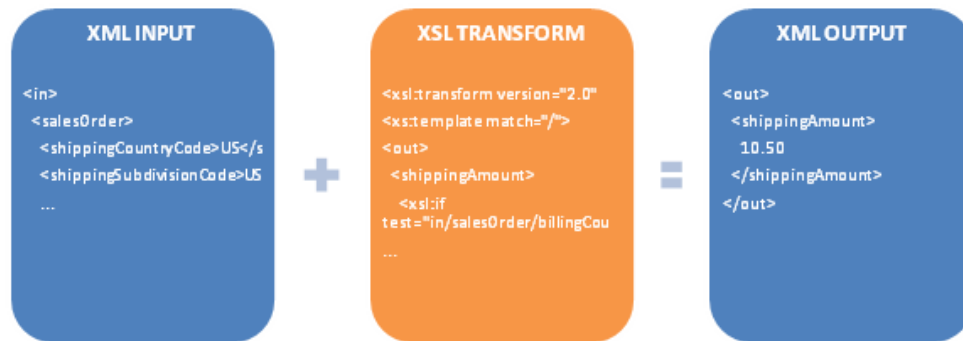 XML INPUT
<in>
<salesOrder>
<shippingCountryCode>US</s
<shippingSubdivisionCode>US
...
+
XSL TRANSFORM
<xsl:transform version="2.0"
<xs:template match="/">
<out>
<shippingAmount>
<xsl:if
test="in/salesOrder/billingCou
...
=
XML OUTPUT
<out>
<shippingAmount>
10.50
</shippingAmount>
</out>